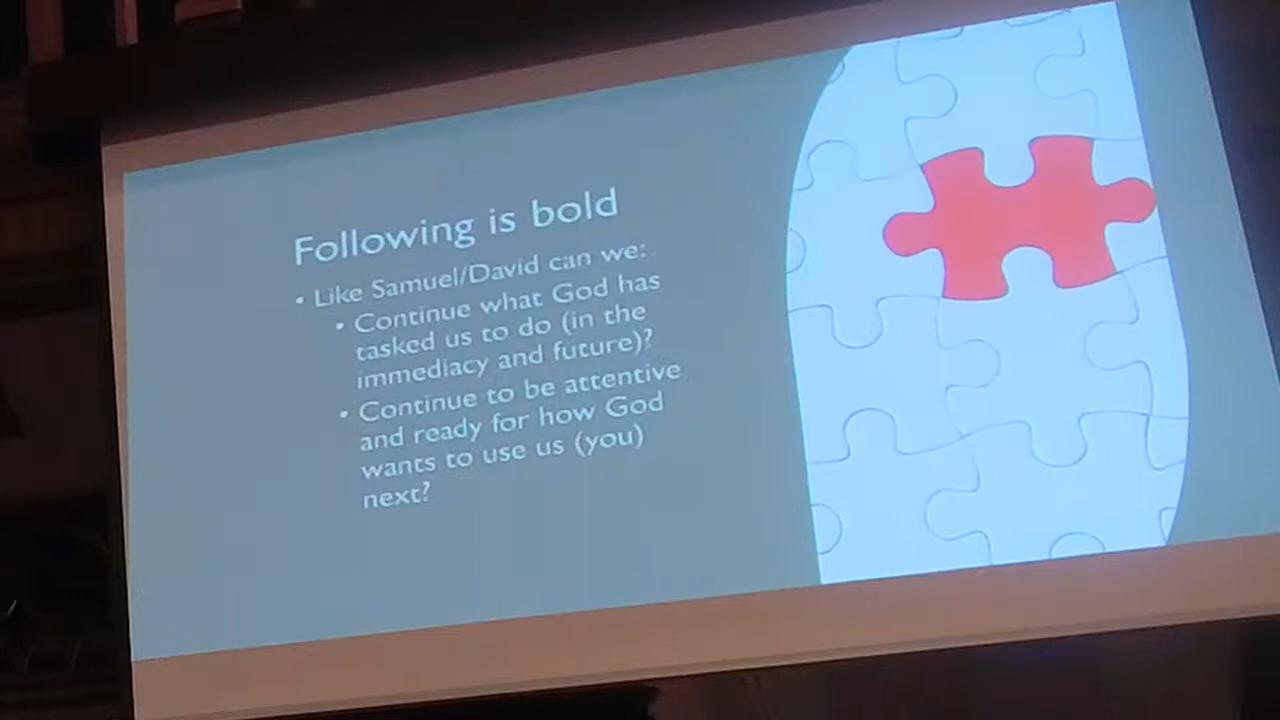 Following is bold
• Like Samuel/David can we:
• Continue what God has
tasked us to do (in the
immediacy and future)?
• Continue to be attentive
and ready for how God
wants to use us (you)
next?